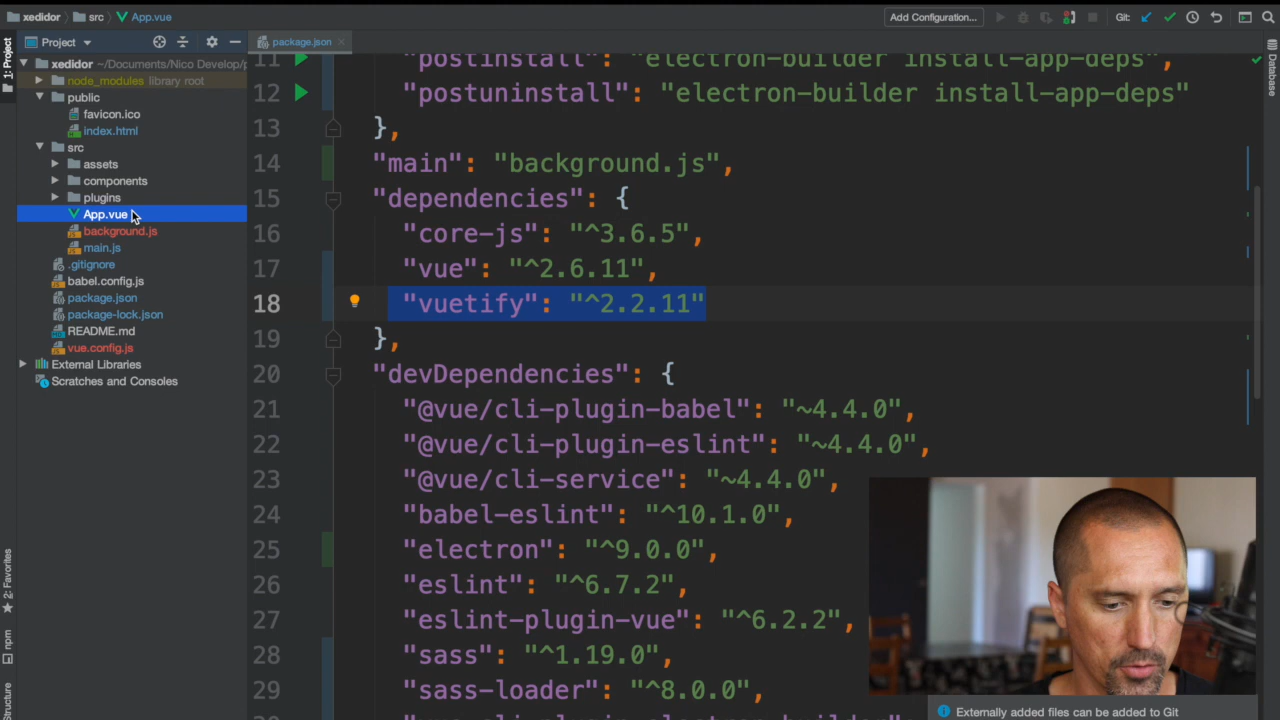 xedidor
src
App.vue
Add Configuration...
Git:
1: Project
Project
package.json
xedidor ~/Documents/Nico Develop/p
node_modules library root
public
favicon.ico
index.html
src
assets
components
plugins
App.vue
background.js
main.js
.gitignore
babel.config.js
package.json
package-lock.json
README.md
vue.config.js
External Libraries
Scratches and Consoles
2: Favorites
npm
Structure
Database
11 "postinstall": "electron-builder install-app-deps",
12 "postuninstall": "electron-builder install-app-deps"
13 },
14 "main": "background.js",
15 "dependencies": {
16 "core-js": "^3.6.5",
17 "vue": "^2.6.11",
18 "vuetify": "^2.2.11"
19 },
20 "devDependencies": {
21 "@vue/cli-plugin-babel": "~4.4.0",
22 "@vue/cli-plugin-eslint": "~4.4.0",
23 "@vue/cli-service": "~4.4.0",
24 "babel-eslint": "^10.1.0",
25 "electron": "^9.0.0",
26 "eslint": "^6.7.2",
27 "eslint-plugin-vue": "^6.2.2",
28 "sass": "^1.19.0",
29 "sass-loader": "^8.0.0",
Externally added files can be added to Git